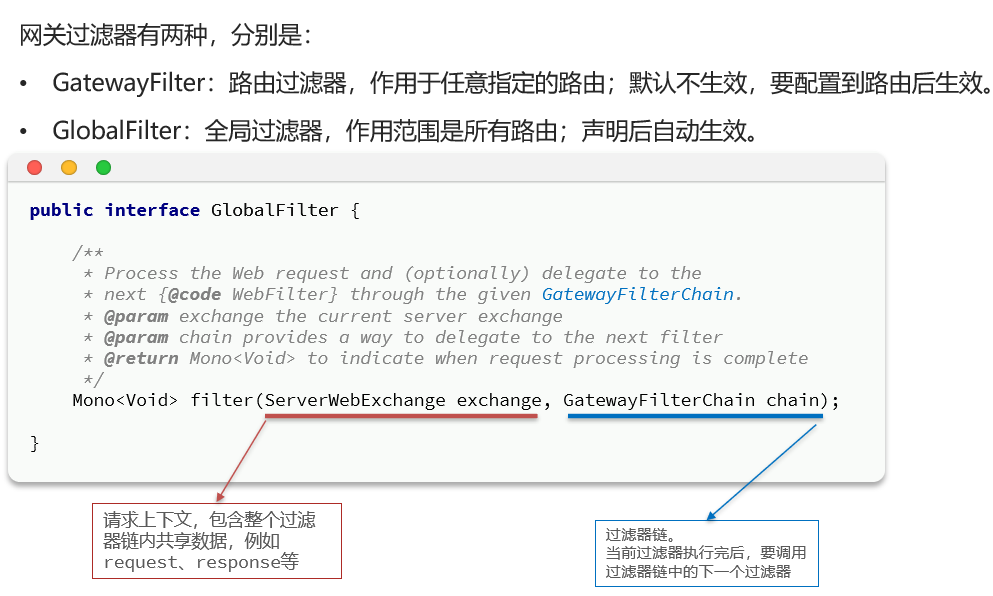 网关过滤器有两种，分别是：
• GatewayFilter：路由过滤器，作用于任意指定的路由；默认不生效，要配置到路由后生效。
• GlobalFilter：全局过滤器，作用范围是所有路由；声明后自动生效。
public interface GlobalFilter {
/**
* Process the Web request and (optionally) delegate to the
* next {@code WebFilter} through the given GatewayFilterChain.
* @param exchange the current server exchange
* @param chain provides a way to delegate to the next filter
* @return Mono<Void> to indicate when request processing is complete
*/
Mono<Void> filter(ServerWebExchange exchange, GatewayFilterChain chain);
}
请求上下文，包含整个过滤
器链内共享数据，例如
request、response等
过滤器链。
当前过滤器执行完后，要调用
过滤器链中的下一个过滤器